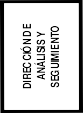 DIRECCIÓN DE
ANÁLISIS Y
SEGUIMIENTO